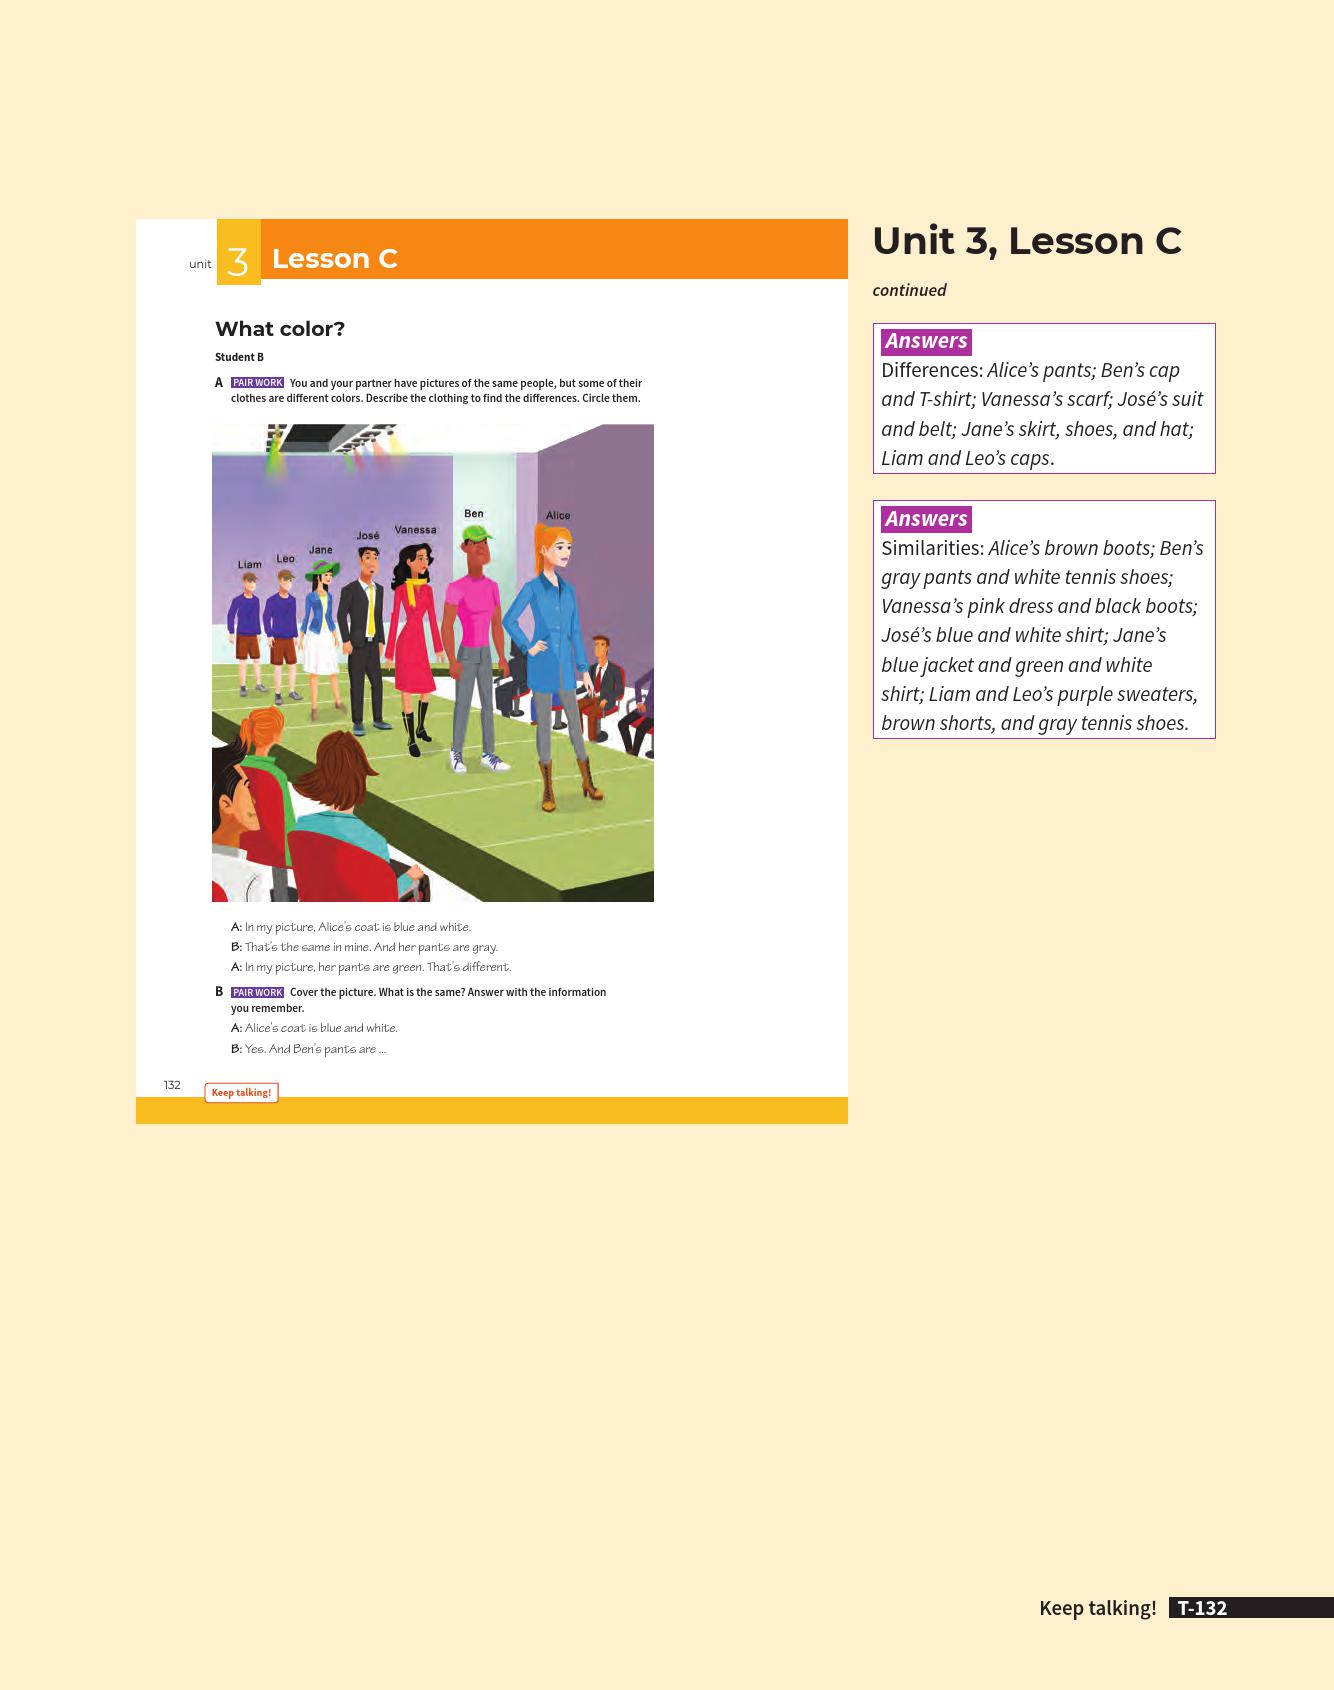 unit 3 Lesson C
What color?
Student B
A PAIR WORK You and your partner have pictures of the same people, but some of their
clothes are different colors. Describe the clothing to find the differences. Circle them.
Liam
Leo
Jane
José
Vanessa
Ben
Alice
A: In my picture, Alice's coat is blue and white.
B: That's the same in mine. And her pants are gray.
A: In my picture, her pants are green. That's different.
B PAIR WORK Cover the picture. What is the same? Answer with the information
you remember.
A: Alice's coat is blue and white.
B: Yes. And Ben's pants are ...
132
Keep talking!
Unit 3, Lesson C
continued
Answers
Differences: Alice's pants; Ben's cap
and T-shirt; Vanessa's scarf; José's suit
and belt; Jane's skirt, shoes, and hat;
Liam and Leo's caps.
Answers
Similarities: Alice's brown boots; Ben's
gray pants and white tennis shoes;
Vanessa's pink dress and black boots;
José's blue and white shirt; Jane's
blue jacket and green and white
shirt; Liam and Leo's purple sweaters,
brown shorts, and gray tennis shoes.
Keep talking! T-132